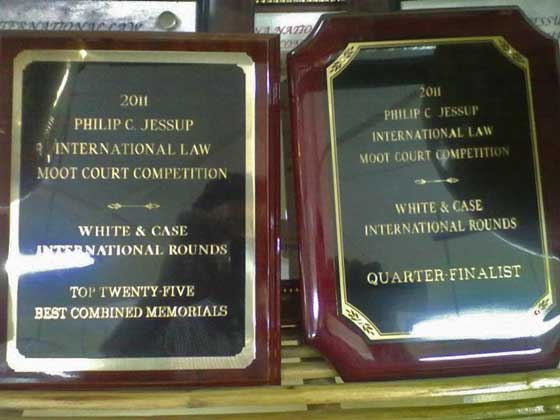 2011
PHILIP C. JESSUP
INTERNATIONAL LAW
MOOT COURT COMPETITION
WHITE & CASE
INTERNATIONAL ROUNDS
TOP TWENTY-FIVE
BEST COMBINED MEMORIALS
2011
PHILIP C. JESSUP
INTERNATIONAL LAW
MOOT COURT COMPETITION
WHITE & CASE
INTERNATIONAL ROUNDS
QUARTER-FINALIST